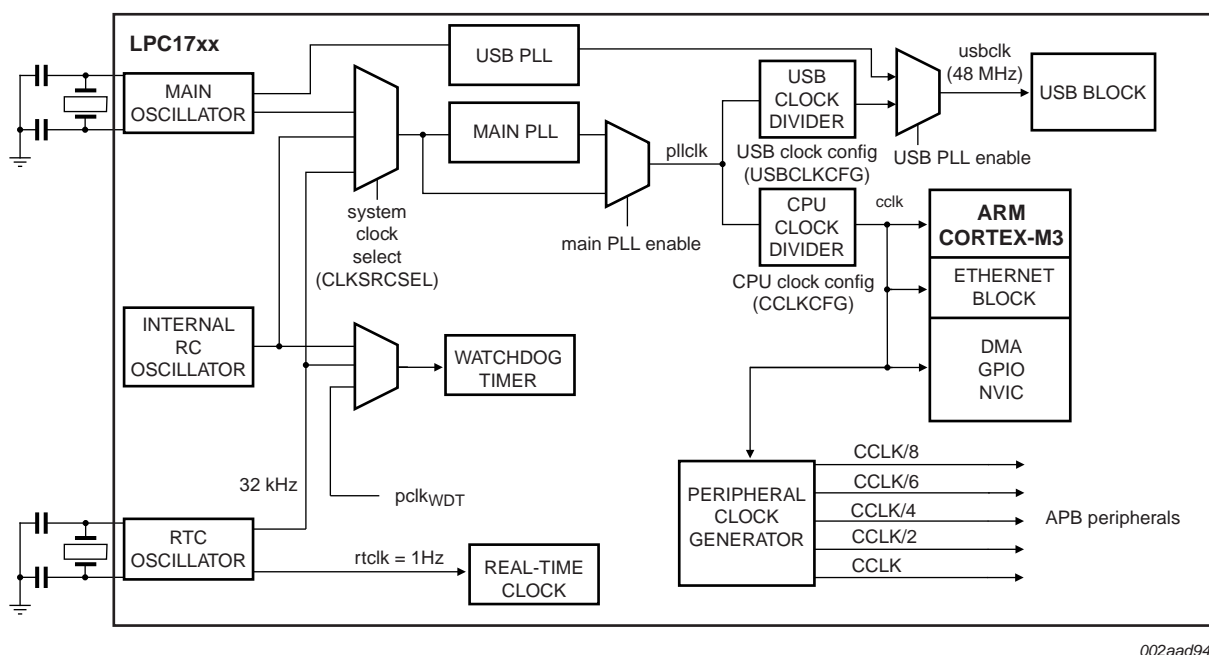 LPC17xx
MAIN
OSCILLATOR
USB PLL
MAIN PLL
system
clock
select
(CLKSRCSEL)
main PLL enable
pllclk
USB
CLOCK
DIVIDER
USB clock config
(USBCLKCFG)
CPU
CLOCK
DIVIDER
CPU clock config
(CCLKCFG)
usbclk
(48 MHz)
USB PLL enable
USB BLOCK
cclk
ARM
CORTEX-M3
ETHERNET
BLOCK
DMA
GPIO
NVIC
INTERNAL
RC
OSCILLATOR
WATCHDOG
TIMER
pclkWDT
32 kHz
RTC
OSCILLATOR
rtclk = 1Hz
REAL-TIME
CLOCK
PERIPHERAL
CLOCK
GENERATOR
CCLK/8
CCLK/6
CCLK/4
CCLK/2
CCLK
APB peripherals
002aad94